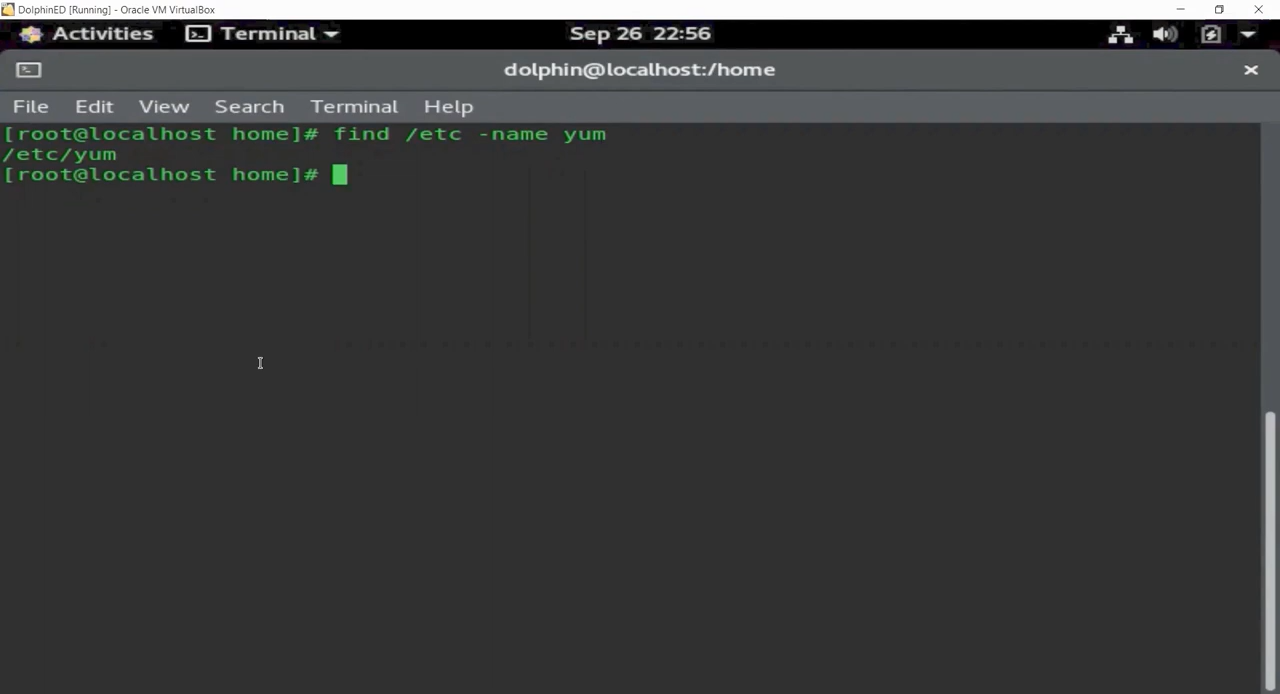 DolphinED [Running] - Oracle VM VirtualBox
Activities Terminal Sep 26 22:56
dolphin@localhost:/home
File Edit View Search Terminal Help
[root@localhost home]# find /etc -name yum
/etc/yum
[root@localhost home]#